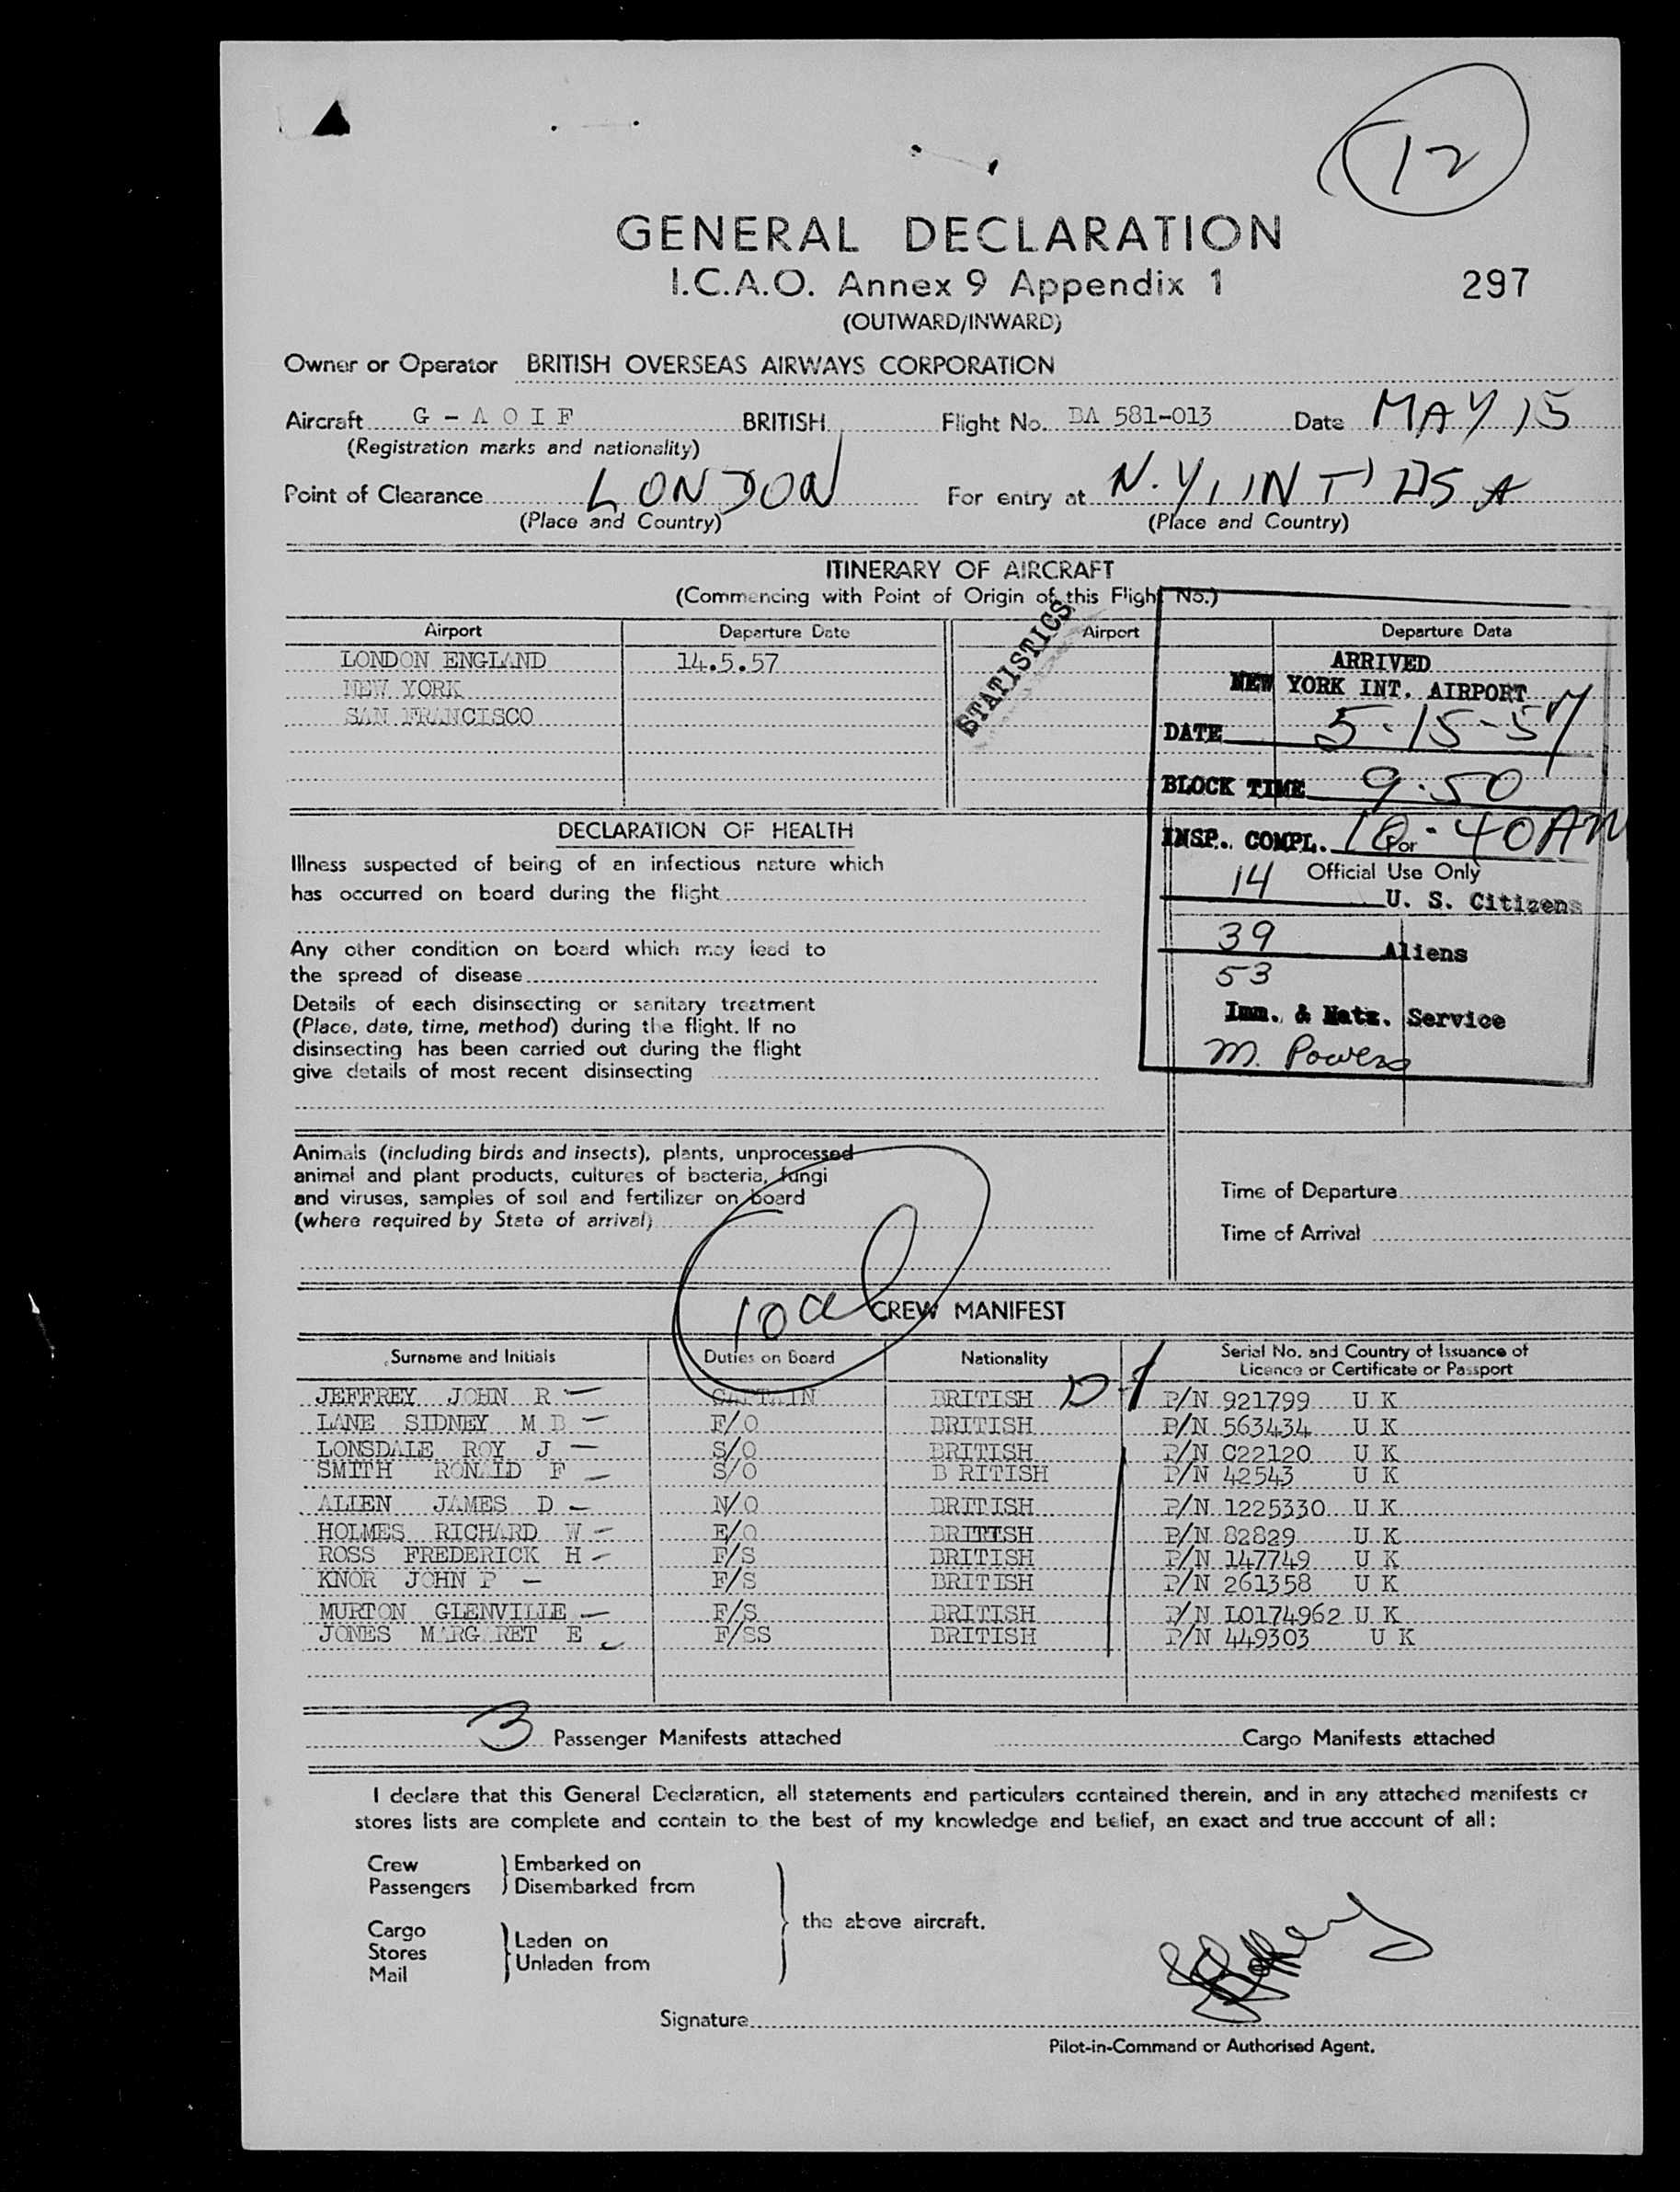 12
GENERAL DECLARATION
I.C.A.O. Annex 9 Appendix 1
297
(OUTWARD/INWARD)
Owner or Operator BRITISH OVERSEAS AIRWAYS CORPORATION
Aircraft G - A O I F BRITISH Flight No. BA 581-013 Date MAY 15
(Registration marks and nationality)
Point of Clearance LONDON For entry at N.Y. INT' USA
(Place and Country) (Place and Country)
ITINERARY OF AIRCRAFT
(Commencing with Point of Origin of this Flight No.)
STATISTICS
Airport Departure Date Airport Departure Date
LONDON ENGLAND 14.5.57
NEW YORK
SAN FRANCISCO
ARRIVED
NEW YORK INT. AIRPORT
DATE 5-15-57
BLOCK TIME 9.50
INSP. COMPL. 10.40 AM
For
Official Use Only
14 U. S. Citizens
39 Aliens
53
Imm. & Natz. Service
M. Powers
DECLARATION OF HEALTH
Illness suspected of being of an infectious nature which
has occurred on board during the flight
Any other condition on board which may lead to
the spread of disease
Details of each disinsecting or sanitary treatment
(Place, date, time, method) during the flight. If no
disinsecting has been carried out during the flight
give details of most recent disinsecting
Animals (including birds and insects), plants, unprocessed
animal and plant products, cultures of bacteria, fungi
and viruses, samples of soil and fertilizer on board
(where required by State of arrival)
Time of Departure
Time of Arrival
CREW MANIFEST
Surname and Initials Duties on Board Nationality Serial No. and Country of Issuance of
Licence or Certificate or Passport
JEFFREY JOHN R CAPTAIN BRITISH D-1 P/N 921799 U K
LANE SIDNEY M B F/O BRITISH P/N 563434 U K
LONSDALE ROY J S/O BRITISH P/N C22120 U K
SMITH RONALD F S/O B RITISH P/N 42543 U K
ALLEN JAMES D N/O BRITISH P/N 1225330 U K
HOLMES RICHARD W E/O BRITISH P/N 82829 U K
ROSS FREDERICK H F/S BRITISH P/N 147749 U K
KNOR JOHN P F/S BRITISH P/N 261358 U K
MURTON GLENVILLE F/S BRITISH P/N L0174962 U K
JONES MARGARET E F/SS BRITISH P/N 449303 U K
3 Passenger Manifests attached Cargo Manifests attached
I declare that this General Declaration, all statements and particulars contained therein, and in any attached manifests or
stores lists are complete and contain to the best of my knowledge and belief, an exact and true account of all:
Crew Embarked on
Passengers Disembarked from
the above aircraft.
Cargo
Stores Laden on
Mail Unladen from
Signature
Pilot-in-Command or Authorised Agent.